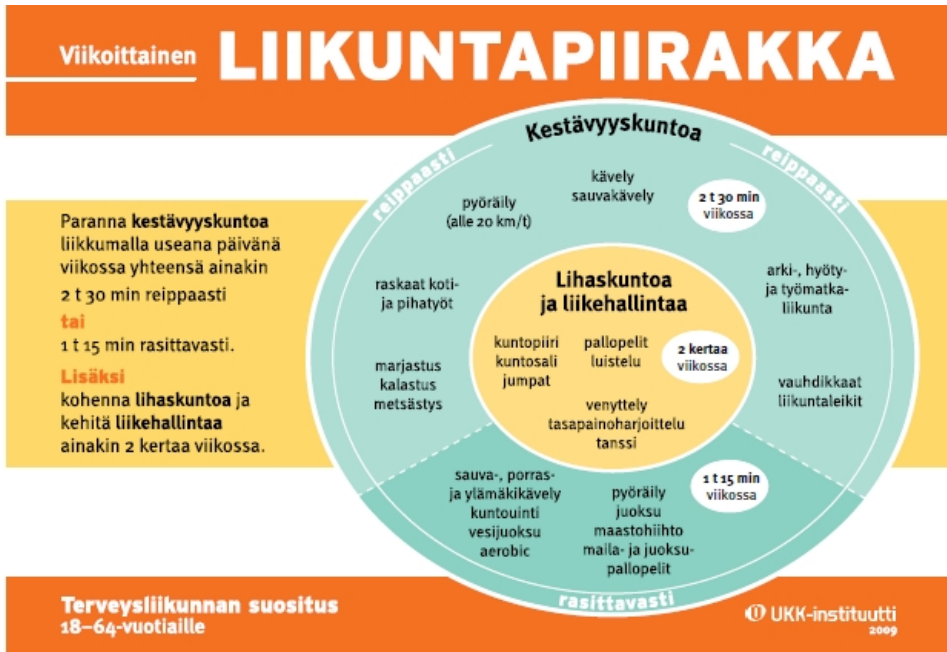 Viikoittainen LIIKUNTAPIIRAKKA
Paranna kestävyyskuntoa
liikkumalla useana päivänä
viikossa yhteensä ainakin
2 t 30 min reippaasti
tai
1 t 15 min rasittavasti.
Lisäksi
kohenna lihaskuntoa ja
kehitä liikehallintaa
ainakin 2 kertaa viikossa.
Kestävyyskuntoa
reippaasti
reippaasti
kävely
sauvakävely
2 t 30 min
viikossa
pyöräily
(alle 20 km/t)
raskaat koti-
ja pihatyöt
marjastus
kalastus
metsästys
arki-, hyöty-
ja työmatka-
liikunta
vauhdikkaat
liikuntaleikit
Lihaskuntoa
ja liikehallintaa
kuntopiiri
kuntosali
jumpat
pallopelit
luistelu
2 kertaa
viikossa
venyttely
tasapainoharjoittelu
tanssi
sauva-, porras-
ja ylämäkikävely
kuntouinti
vesijuoksu
aerobic
pyöräily
juoksu
maastohiihto
maila- ja juoksu-
pallopelit
1 t 15 min
viikossa
rasittavasti
Terveysliikunnan suositus
18–64-vuotiaille
UKK-instituutti
2009